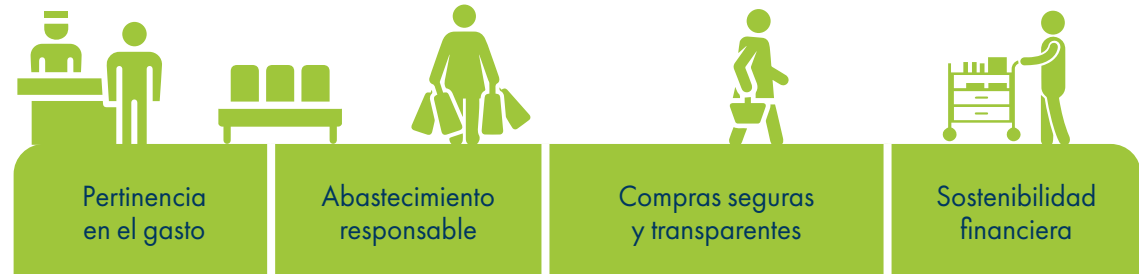 Pertinencia
en el gasto
Abastecimiento
responsable
Compras seguras
y transparentes
Sostenibilidad
financiera